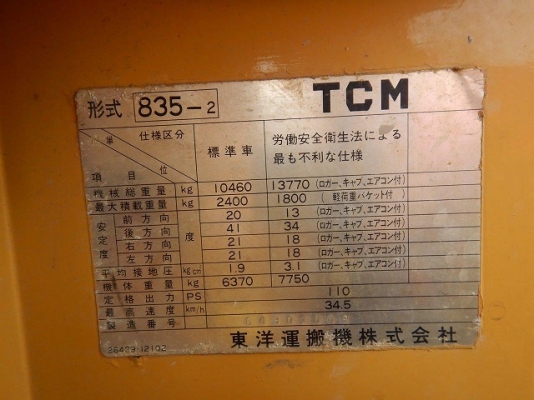 形式 835-2 TCM
単位 仕様区分 項目 標準車 労働安全衛生法による最も不利な仕様
機械総重量 kg 10460 13770 (ロガー、キャブ、エアコン付)
最大積載重量 kg 2400 1800 (軽荷重バケット付)
安定度 前方向 度 20 13 (ロガー、キャブ、エアコン付)
後方向 41 34 (ロガー、キャブ、エアコン付)
右方向 21 18 (ロガー、キャブ、エアコン付)
左方向 21 18 (ロガー、キャブ、エアコン付)
平均接地圧 kg/cm² 1.9 3.1 (ロガー、キャブ、エアコン付)
機体重量 kg 6370 7750
定格出力 PS 110
最高速度 km/h 34.5
製造番号
26429-12102 東洋運搬機株式会社